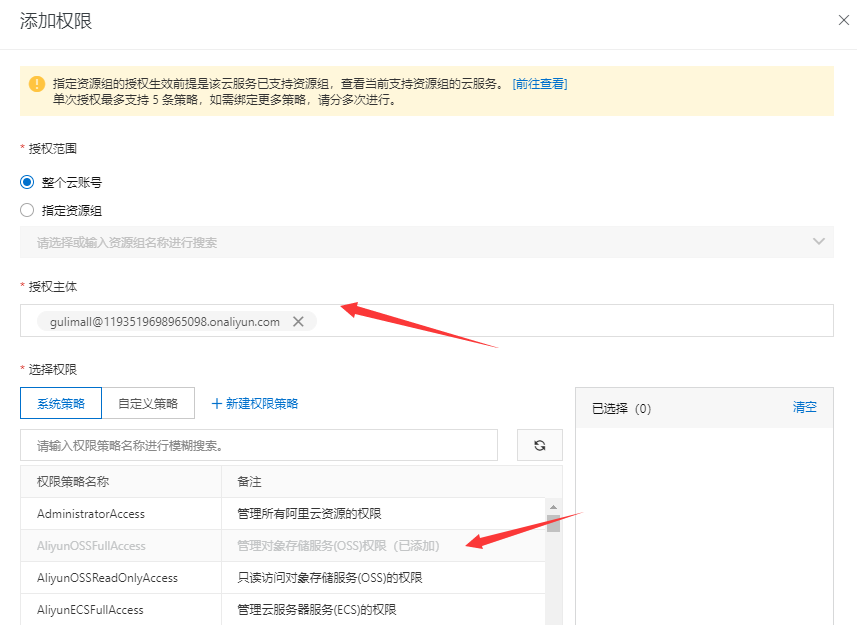 添加权限
指定资源组的授权生效前提是该云服务已支持资源组，查看当前支持资源组的云服务。 [前往查看]
单次授权最多支持 5 条策略，如需绑定更多策略，请分多次进行。
* 授权范围
整个云账号
指定资源组
请选择或输入资源组名称进行搜索
* 授权主体
gulimall@1193519698965098.onaliyun.com
* 选择权限
系统策略 自定义策略 + 新建权限策略
已选择（0） 清空
请输入权限策略名称进行模糊搜索。
权限策略名称 备注
AdministratorAccess 管理所有阿里云资源的权限
AliyunOSSFullAccess 管理对象存储服务(OSS)权限（已添加）
AliyunOSSReadOnlyAccess 只读访问对象存储服务(OSS)的权限
AliyunECSFullAccess 管理云服务器服务(ECS)的权限